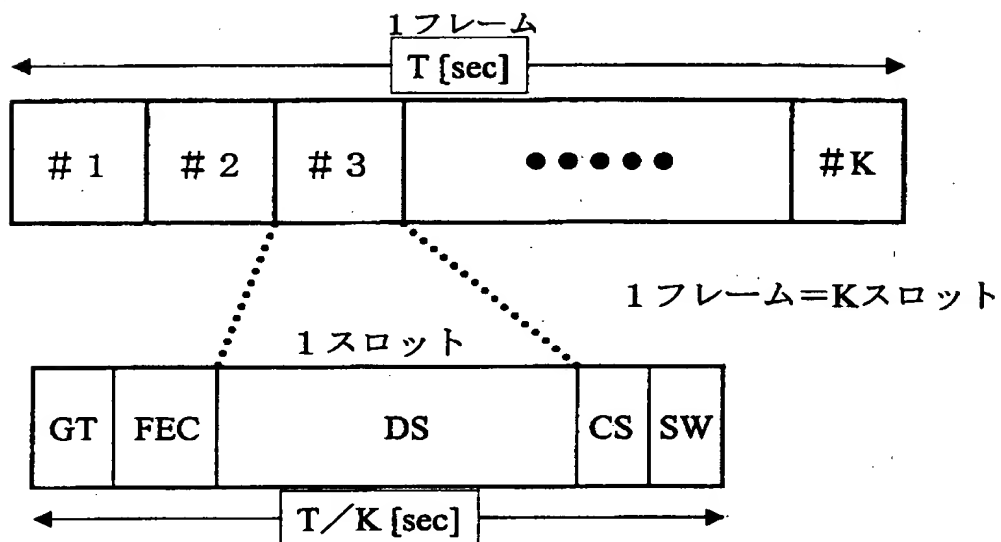 1フレーム
T [sec]
#1 #2 #3 ●●●●● #K
1フレーム=Kスロット
1スロット
GT FEC DS CS SW
T/K [sec]